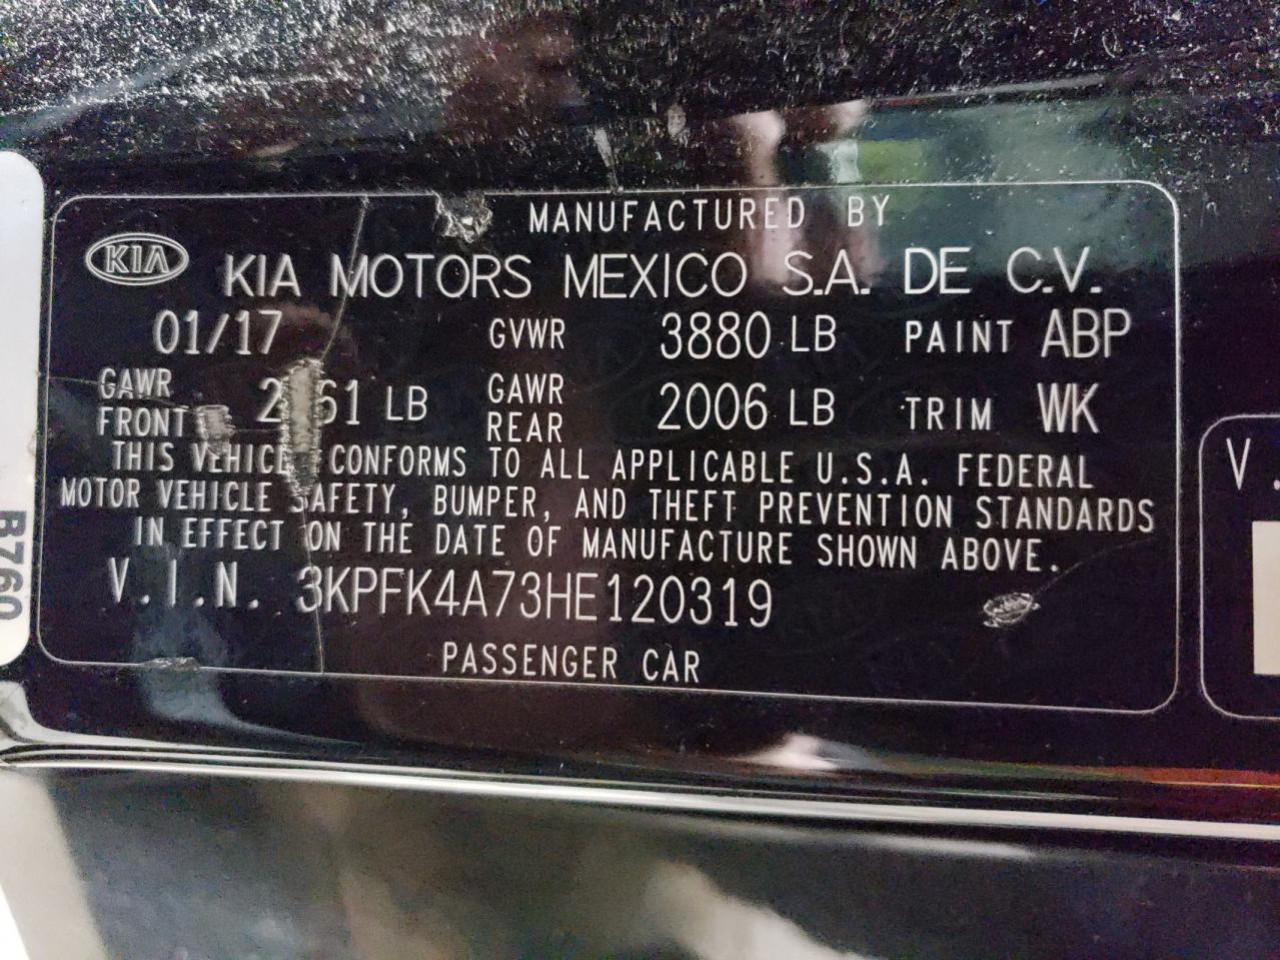 MANUFACTURED BY
KIA
KIA MOTORS MEXICO S.A. DE C.V.
01/17 GVWR 3880 LB PAINT ABP
GAWR FRONT LB GAWR REAR 2006 LB TRIM WK
THIS VEHICLE CONFORMS TO ALL APPLICABLE U.S.A. FEDERAL
MOTOR VEHICLE SAFETY, BUMPER, AND THEFT PREVENTION STANDARDS
IN EFFECT ON THE DATE OF MANUFACTURE SHOWN ABOVE.
V.I.N. 3KPFK4A73HE120319
PASSENGER CAR
B760
V.